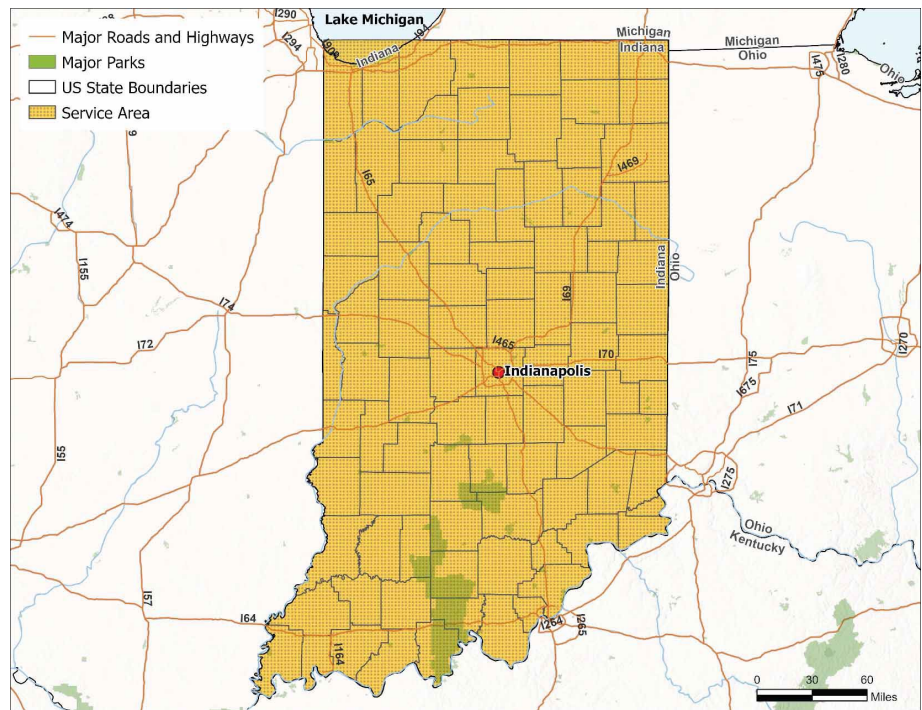 Major Roads and Highways
Major Parks
US State Boundaries
Service Area
I290
I294
I90
I94
Lake Michigan
Indiana
Michigan
Indiana
Michigan
Ohio
I475
I280
Ohio
I469
I65
I474
I155
I74
I72
I69
Indiana
Ohio
I465
I70
Indianapolis
I75
I270
I675
I71
I55
I275
Ohio
Kentucky
I57
I64
I164
I264
I265
0 30 60
Miles